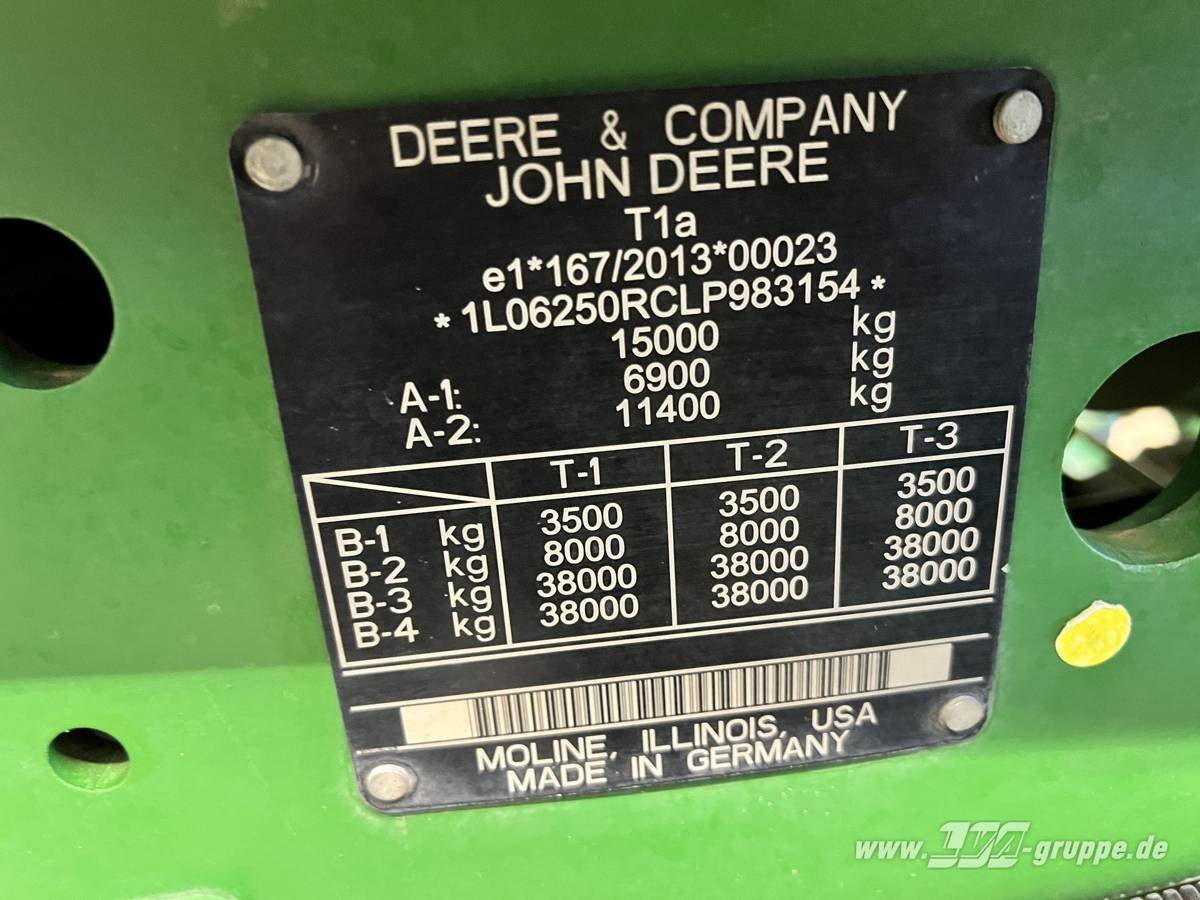 DEERE & COMPANY
JOHN DEERE
T1a
e1*167/2013*00023
* 1L06250RCLP983154 *
15000 kg
A-1: 6900 kg
A-2: 11400 kg
T-1 T-2 T-3
B-1 kg 3500 3500 3500
B-2 kg 8000 8000 8000
B-3 kg 38000 38000 38000
B-4 kg 38000 38000 38000
MOLINE, ILLINOIS, USA
MADE IN GERMANY
www.LVA-gruppe.de